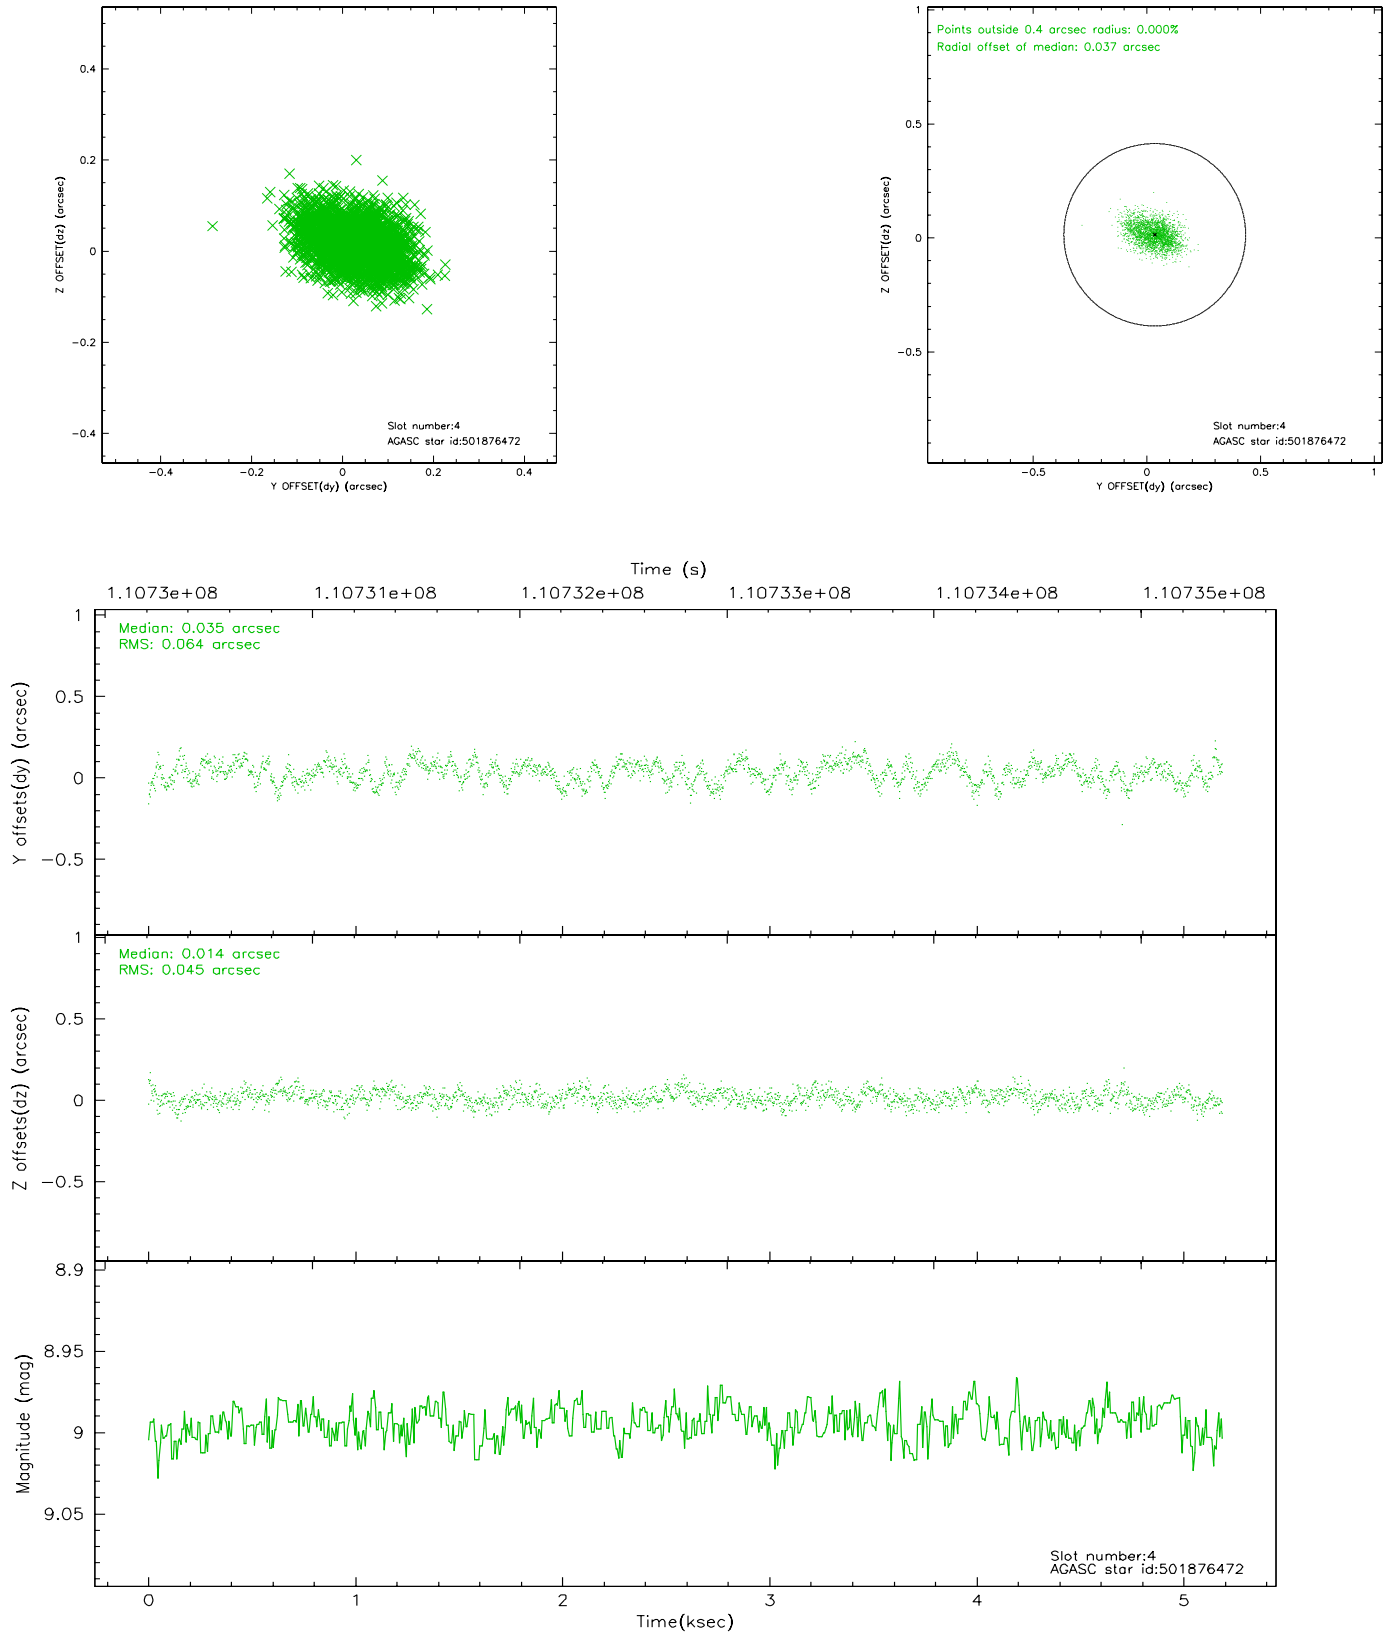 0.4
0.2
0
−0.2
−0.4
Z OFFSET(dz) (arcsec)
Slot number:4
AGASC star id:501876472
−0.4
−0.2
0
0.2
0.4
Y OFFSET(dy) (arcsec)
Points outside 0.4 arcsec radius: 0.000%
Radial offset of median: 0.037 arcsec
1
0.5
0
−0.5
Z OFFSET(dz) (arcsec)
Slot number:4
AGASC star id:501876472
−0.5
0
0.5
1
Y OFFSET(dy) (arcsec)
Time (s)
1.1073e+08
1.10731e+08
1.10732e+08
1.10733e+08
1.10734e+08
1.10735e+08
Median: 0.035 arcsec
RMS: 0.064 arcsec
1
0.5
0
−0.5
Y offsets(dy) (arcsec)
Median: 0.014 arcsec
RMS: 0.045 arcsec
1
0.5
0
−0.5
Z offsets(dz) (arcsec)
8.9
8.95
9
9.05
Magnitude (mag)
Slot number:4
AGASC star id:501876472
0
1
2
3
4
5
Time(ksec)